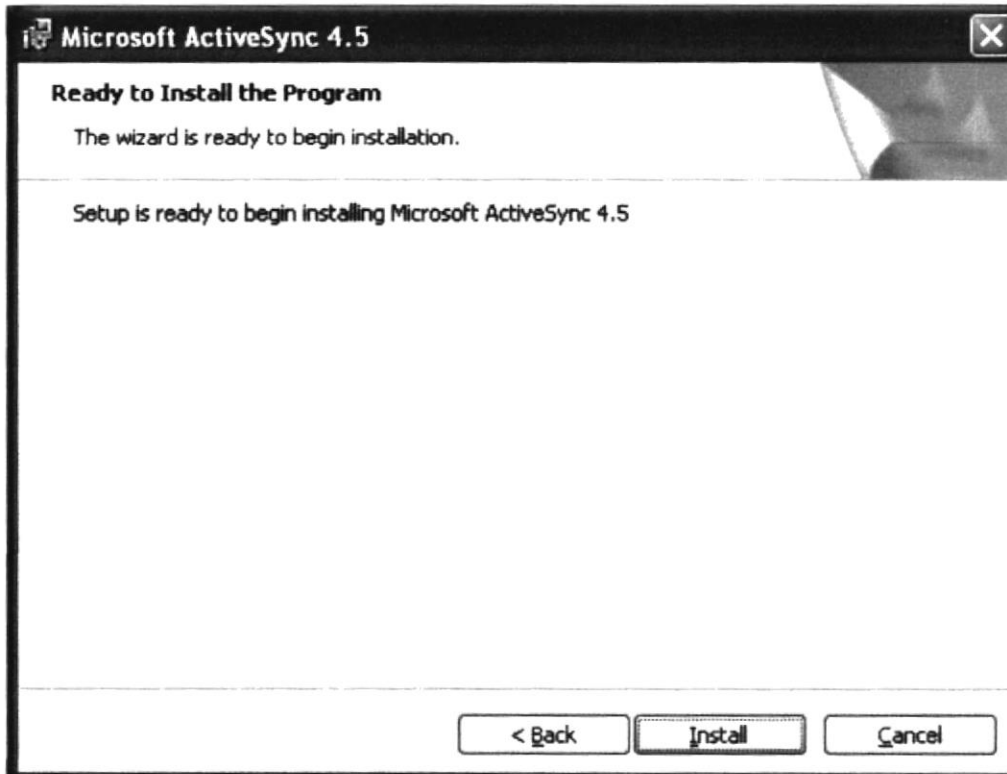 Microsoft ActiveSync 4.5
Ready to Install the Program
The wizard is ready to begin installation.
Setup is ready to begin installing Microsoft ActiveSync 4.5
< Back
Install
Cancel